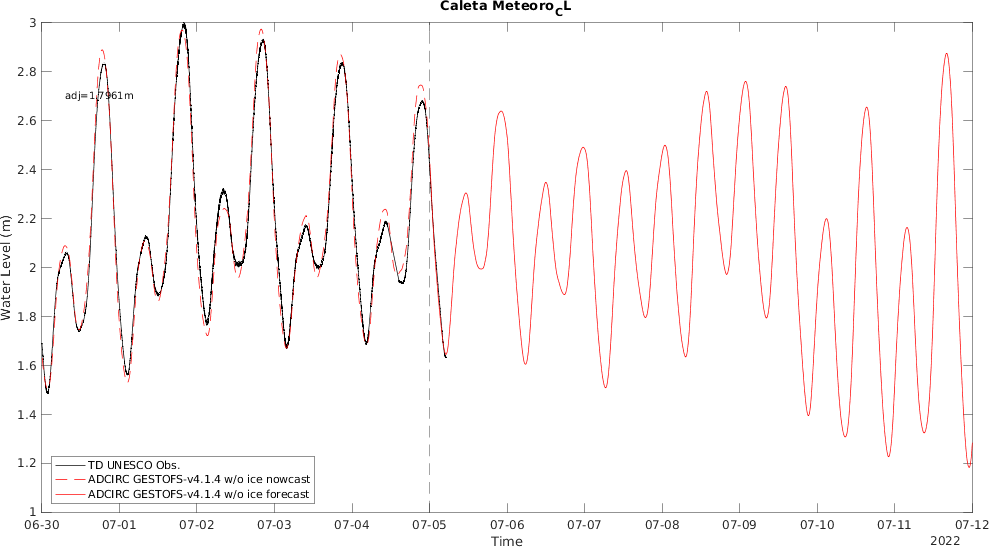 Caleta Meteoro_CL
3
2.8
adj=1.7961m
2.6
2.4
2.2
Water Level (m)
2
1.8
1.6
1.4
1.2
1
TD UNESCO Obs.
ADCIRC GESTOFS-v4.1.4 w/o ice nowcast
ADCIRC GESTOFS-v4.1.4 w/o ice forecast
06-30 07-01 07-02 07-03 07-04 07-05 07-06 07-07 07-08 07-09 07-10 07-11 07-12
Time
2022